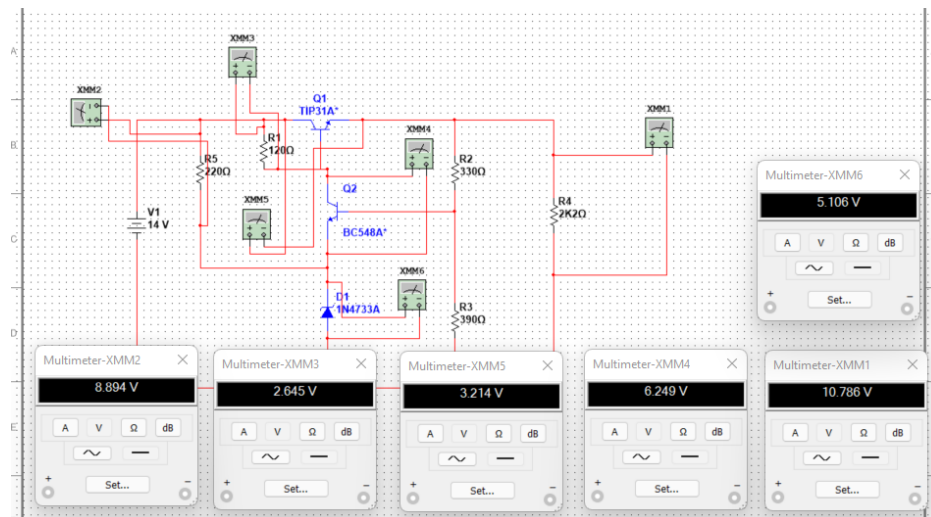 A
B
C
D
E
XMM3
XMM2
Q1
TIP31A*
XMM1
R1
120Ω
XMM4
R5
220Ω
R2
330Ω
Q2
XMM5
R4
2K2Ω
V1
14 V
BC548A*
XMM6
D1
1N4733A
R3
390Ω
Multimeter-XMM6
5.106 V
A V Ω dB
Set...
+ −
Multimeter-XMM2
8.894 V
A V Ω dB
Set...
+ −
Multimeter-XMM3
2.645 V
A V Ω dB
Set...
+ −
Multimeter-XMM5
3.214 V
A V Ω dB
Set...
+ −
Multimeter-XMM4
6.249 V
A V Ω dB
Set...
+ −
Multimeter-XMM1
10.786 V
A V Ω dB
Set...
+ −